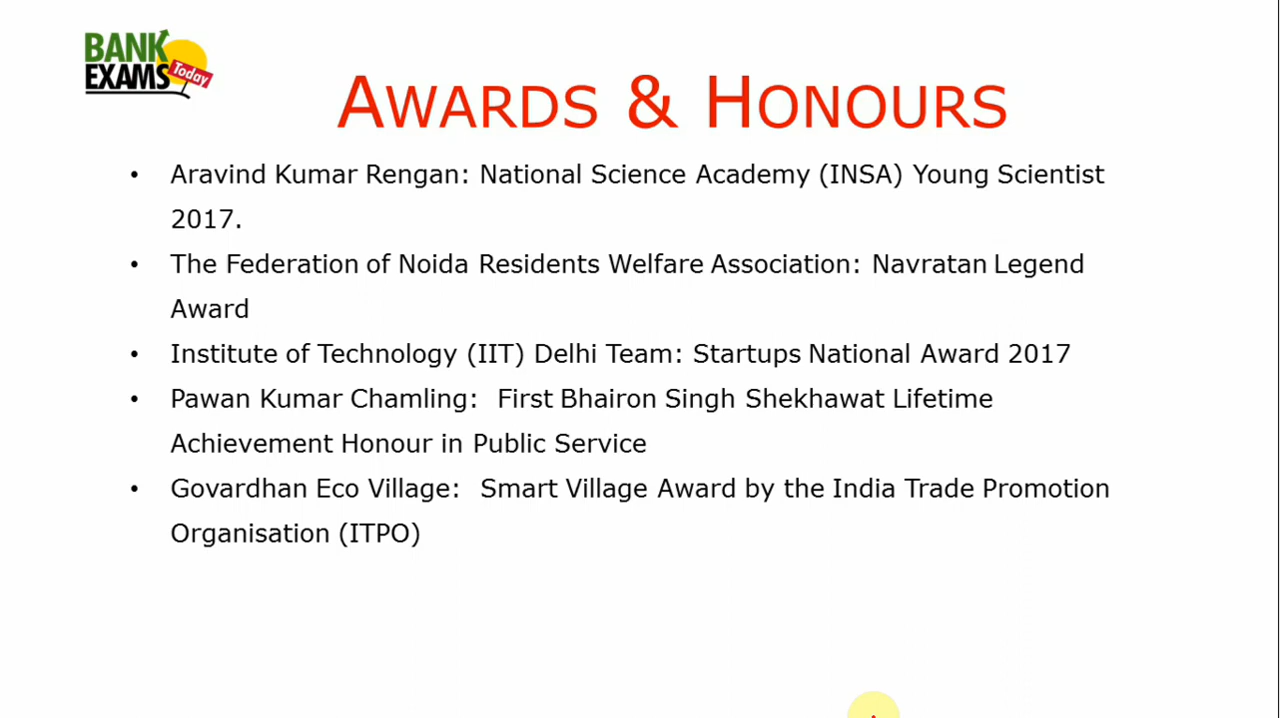 BANK
EXAMS
Today
AWARDS & HONOURS
• Aravind Kumar Rengan: National Science Academy (INSA) Young Scientist
2017.
• The Federation of Noida Residents Welfare Association: Navratan Legend
Award
• Institute of Technology (IIT) Delhi Team: Startups National Award 2017
• Pawan Kumar Chamling:  First Bhairon Singh Shekhawat Lifetime
Achievement Honour in Public Service
• Govardhan Eco Village:  Smart Village Award by the India Trade Promotion
Organisation (ITPO)